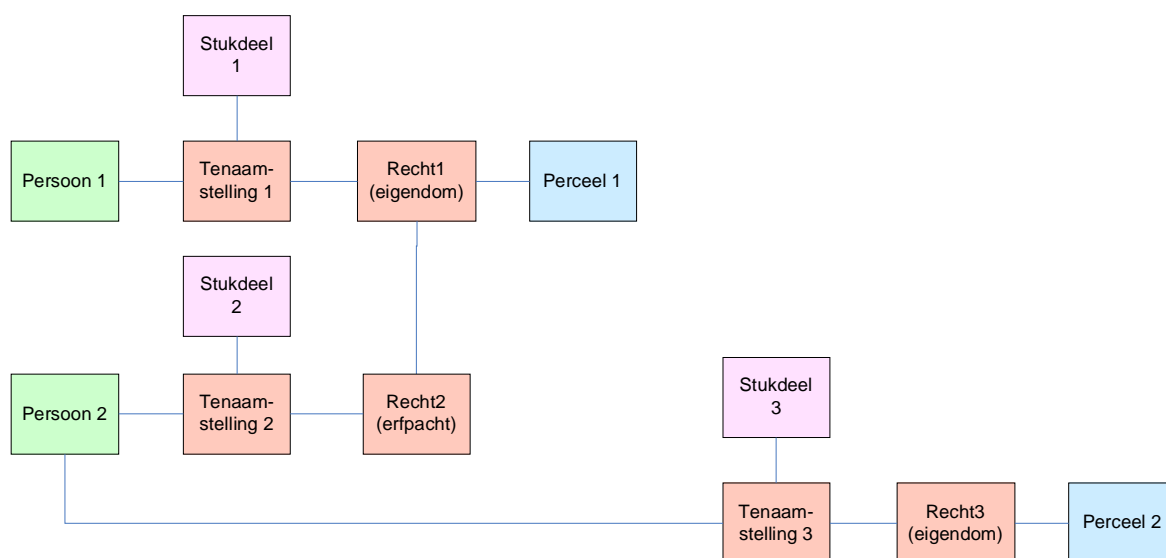 Stukdeel
1
Persoon 1
Tenaam-
stelling 1
Recht1
(eigendom)
Perceel 1
Stukdeel
2
Persoon 2
Tenaam-
stelling 2
Recht2
(erfpacht)
Stukdeel
3
Tenaam-
stelling 3
Recht3
(eigendom)
Perceel 2